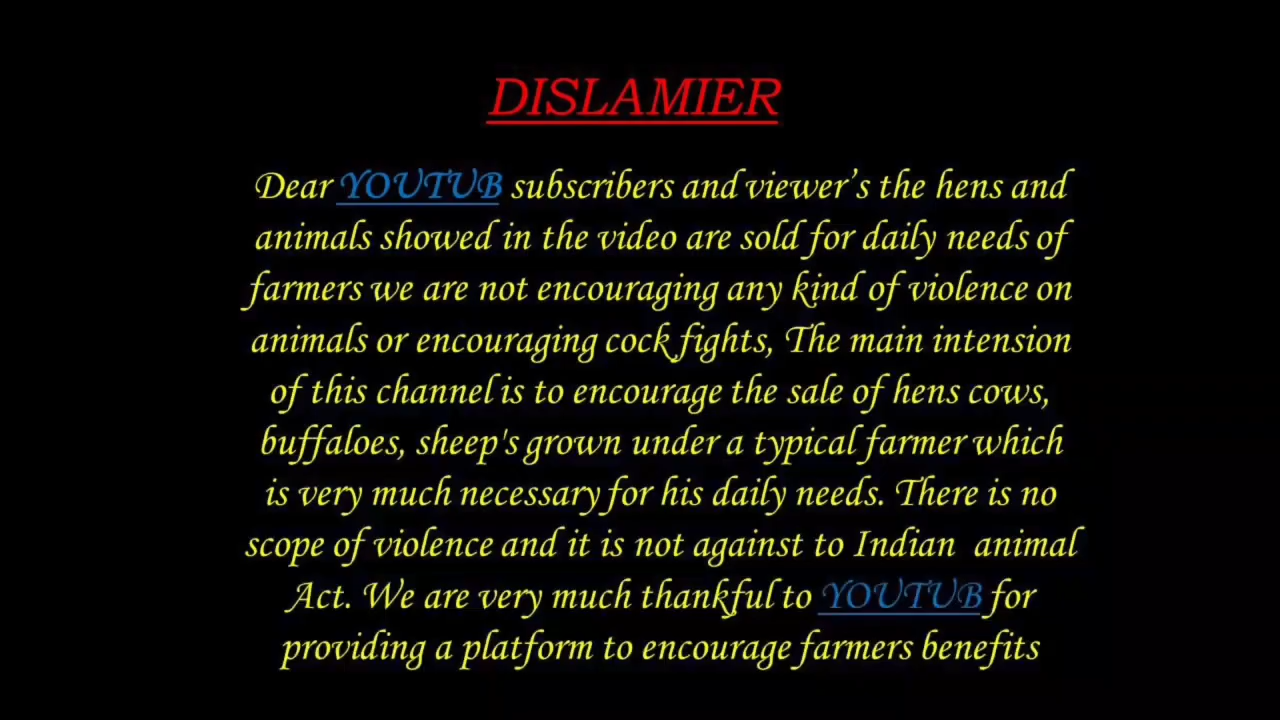 DISLAMIER
Dear YOUTUB subscribers and viewer’s the hens and
animals showed in the video are sold for daily needs of
farmers we are not encouraging any kind of violence on
animals or encouraging cock fights, The main intension
of this channel is to encourage the sale of hens cows,
buffaloes, sheep's grown under a typical farmer which
is very much necessary for his daily needs. There is no
scope of violence and it is not against to Indian animal
Act. We are very much thankful to YOUTUB for
providing a platform to encourage farmers benefits